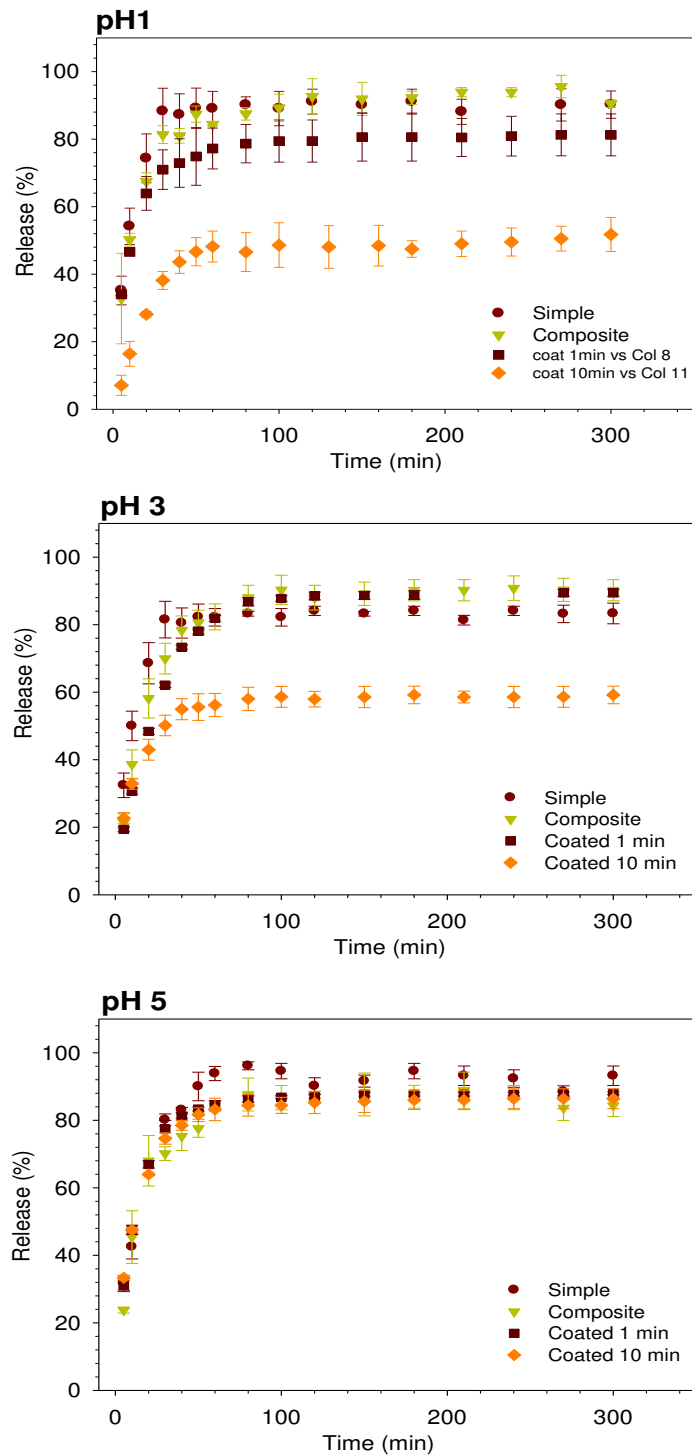 pH1
100
80
60
40
20
0
Release (%)
Simple
Composite
coat 1min vs Col 8
coat 10min vs Col 11
0 100 200 300
Time (min)
pH 3
100
80
60
40
20
0
Release (%)
Simple
Composite
Coated 1 min
Coated 10 min
0 100 200 300
Time (min)
pH 5
100
80
60
40
20
0
Release (%)
Simple
Composite
Coated 1 min
Coated 10 min
0 100 200 300
Time (min)